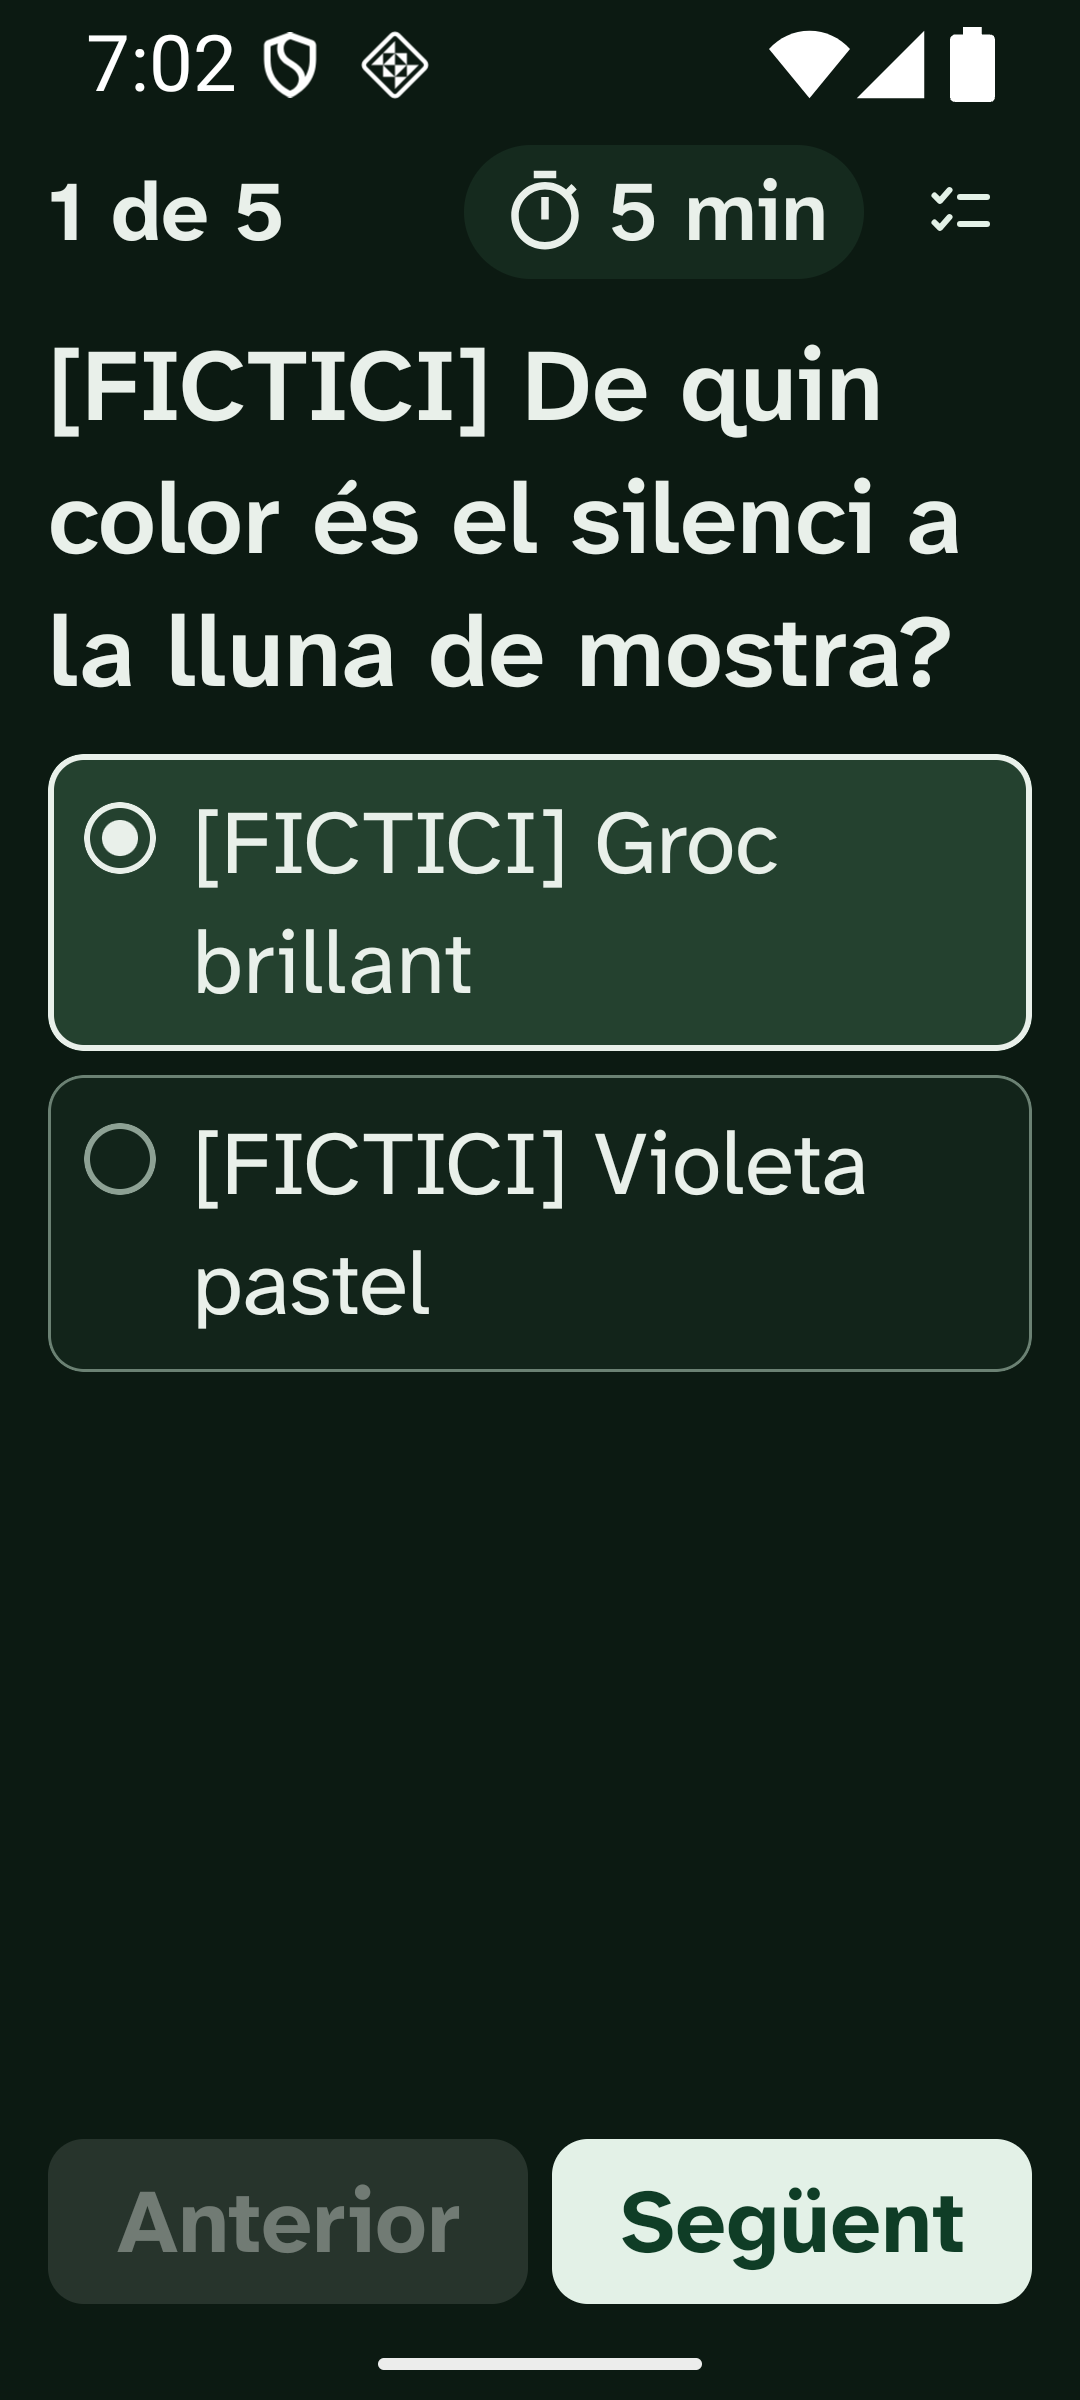 7:02
1 de 5
5 min
[FICTICI] De quin
color és el silenci a
la lluna de mostra?
[FICTICI] Groc
brillant
[FICTICI] Violeta
pastel
Anterior
Següent